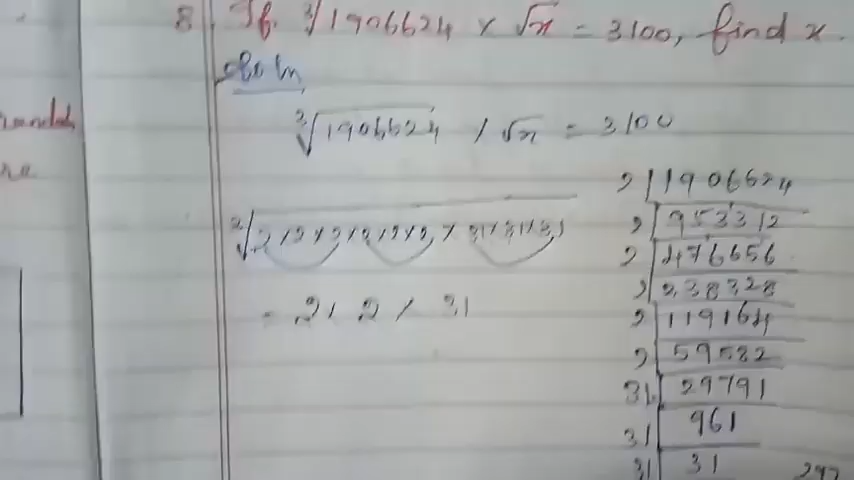 8 If ∛1906624 × √x = 3100, find x.
Soln
∛1906624 × √x = 3100
∛2×2×2×2×2×2×31×31×31
= 2 × 2 × 31
2 | 1906624
2 | 953312
2 | 476656
2 | 238328
2 | 119164
2 | 59582
31 | 29791
31 | 961
31 | 31